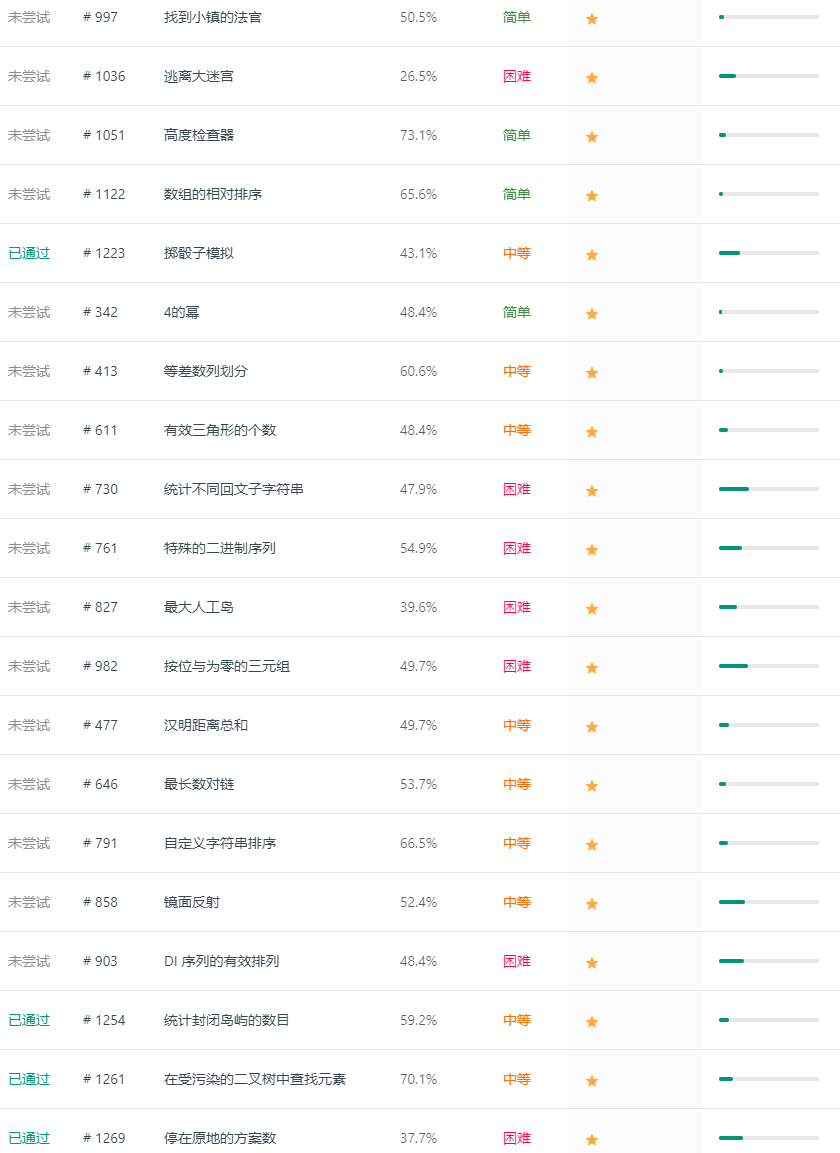 未尝试 # 997 找到小镇的法官 50.5% 简单
未尝试 # 1036 逃离大迷宫 26.5% 困难
未尝试 # 1051 高度检查器 73.1% 简单
未尝试 # 1122 数组的相对排序 65.6% 简单
已通过 # 1223 掷骰子模拟 43.1% 中等
未尝试 # 342 4的幂 48.4% 简单
未尝试 # 413 等差数列划分 60.6% 中等
未尝试 # 611 有效三角形的个数 48.4% 中等
未尝试 # 730 统计不同回文子字符串 47.9% 困难
未尝试 # 761 特殊的二进制序列 54.9% 困难
未尝试 # 827 最大人工岛 39.6% 困难
未尝试 # 982 按位与为零的三元组 49.7% 困难
未尝试 # 477 汉明距离总和 49.7% 中等
未尝试 # 646 最长数对链 53.7% 中等
未尝试 # 791 自定义字符串排序 66.5% 中等
未尝试 # 858 镜面反射 52.4% 中等
未尝试 # 903 DI 序列的有效排列 48.4% 困难
已通过 # 1254 统计封闭岛屿的数目 59.2% 中等
已通过 # 1261 在受污染的二叉树中查找元素 70.1% 中等
已通过 # 1269 停在原地的方案数 37.7% 困难